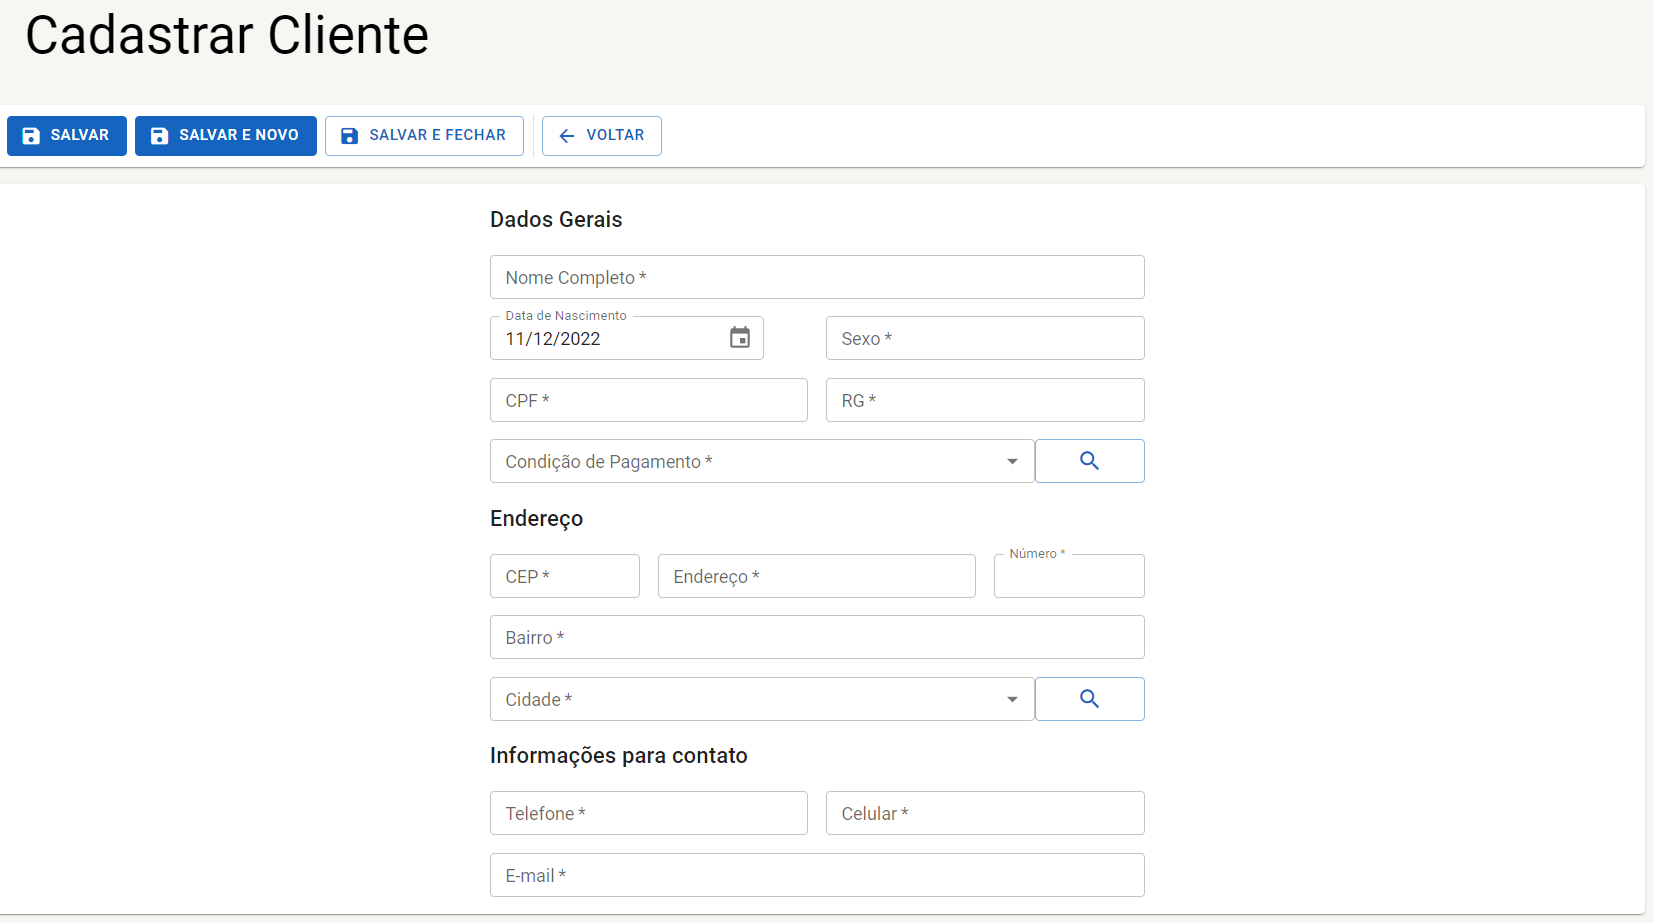 Cadastrar Cliente
SALVAR SALVAR E NOVO SALVAR E FECHAR VOLTAR
Dados Gerais
Nome Completo *
Data de Nascimento
11/12/2022 Sexo *
CPF * RG *
Condição de Pagamento *
Endereço
Número *
CEP * Endereço *
Bairro *
Cidade *
Informações para contato
Telefone * Celular *
E-mail *